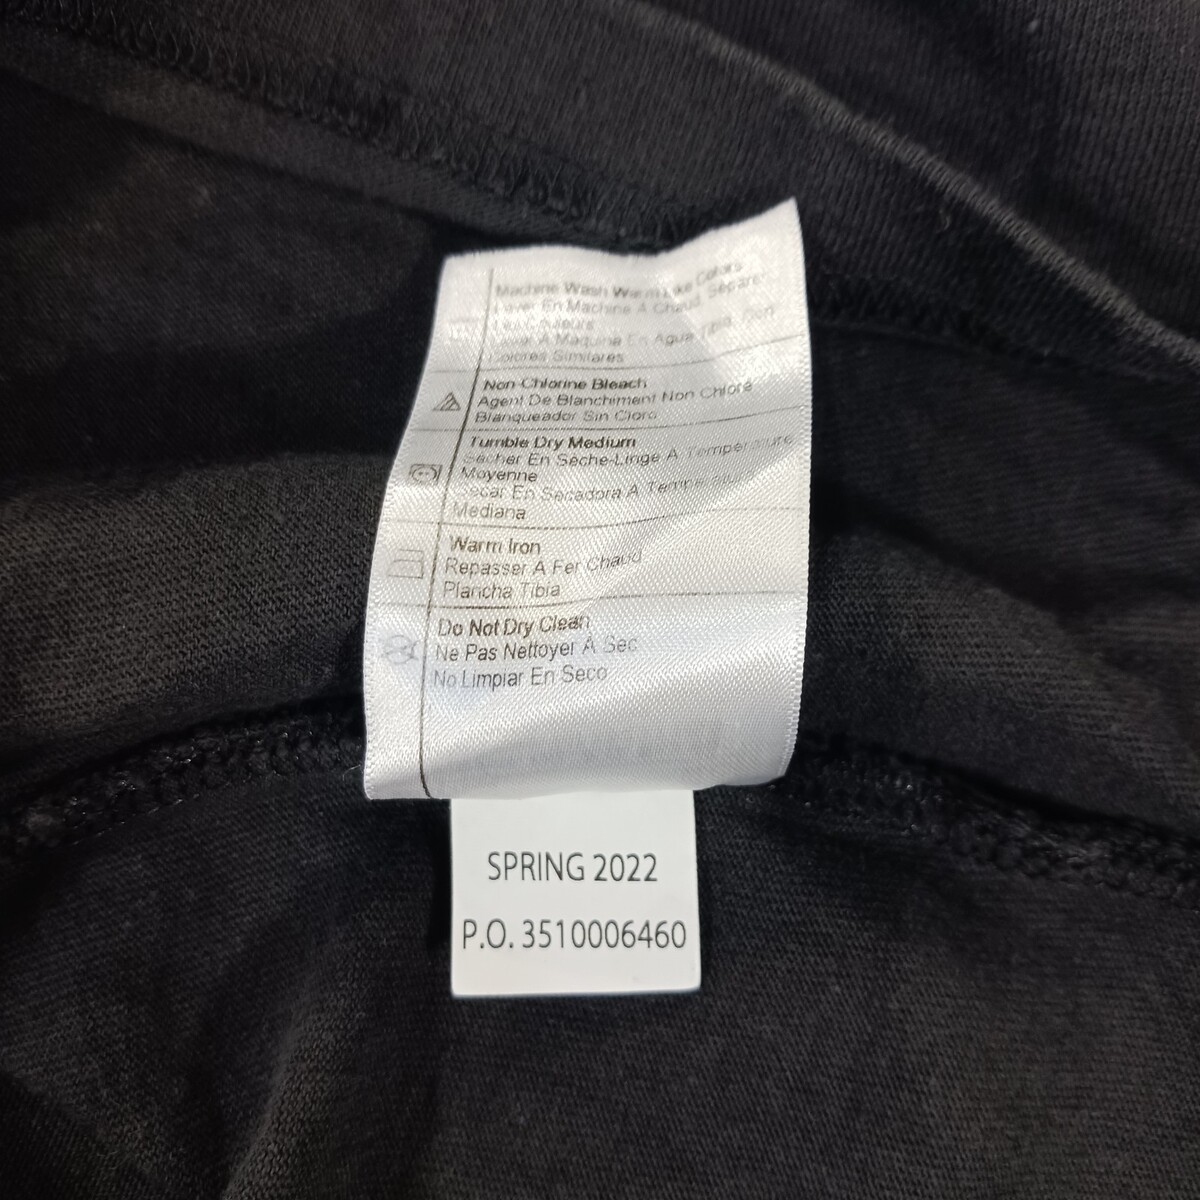 Machine Wash Warm Like Colors
Laver En Machine À Chaud, Séparer
Les Couleurs
Lavar A Maquina En Agua Tibia, Con
Colores Similares
Non-Chlorine Bleach
Agent De Blanchiment Non Chloré
Blanqueador Sin Cloro
Tumble Dry Medium
Sécher En Sèche-Linge À Température
Moyenne
Secar En Secadora A
Mediana
Warm Iron
Repasser À Fer Chaud
Plancha Tibia
Do Not Dry Clean
Ne Pas Nettoyer À Sec
No Limpiar En Seco
SPRING 2022
P.O. 3510006460